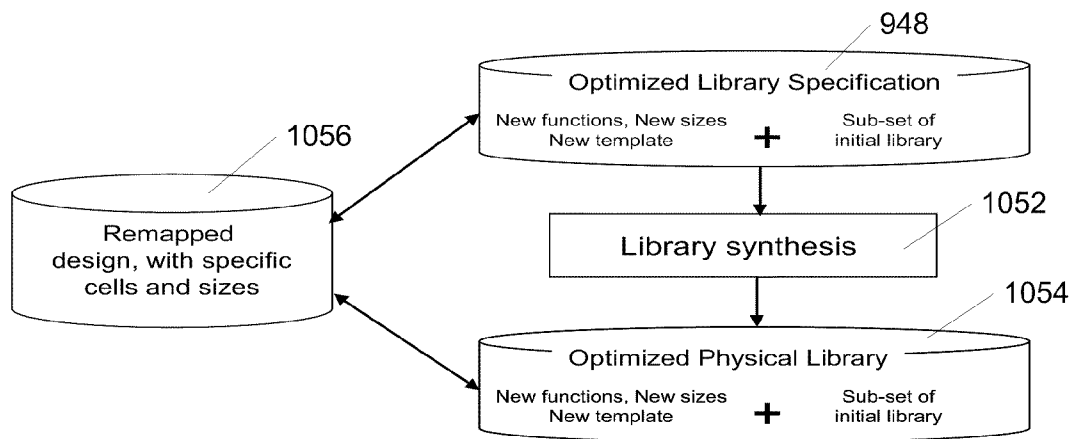 948
Optimized Library Specification
New functions, New sizes
New template
+
Sub-set of
initial library
1056
Remapped
design, with specific
cells and sizes
1052
Library synthesis
1054
Optimized Physical Library
New functions, New sizes
New template
+
Sub-set of
initial library